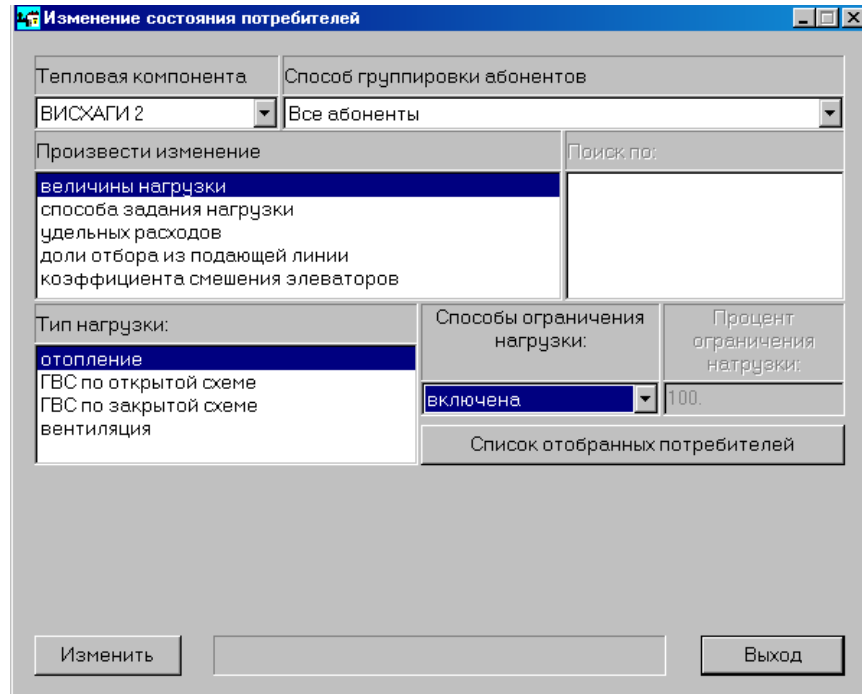 Изменение состояния потребителей
Тепловая компонента
Способ группировки абонентов
ВИСХАГИ 2
Все абоненты
Произвести изменение
Поиск по:
величины нагрузки
способа задания нагрузки
удельных расходов
доли отбора из подающей линии
коэффициента смешения элеваторов
Тип нагрузки:
Способы ограничения
нагрузки:
Процент
ограничения
натрузки:
отопление
ГВС по открытой схеме
ГВС по закрытой схеме
вентиляция
включена
100.
Список отобранных потребителей
Изменить
Выход